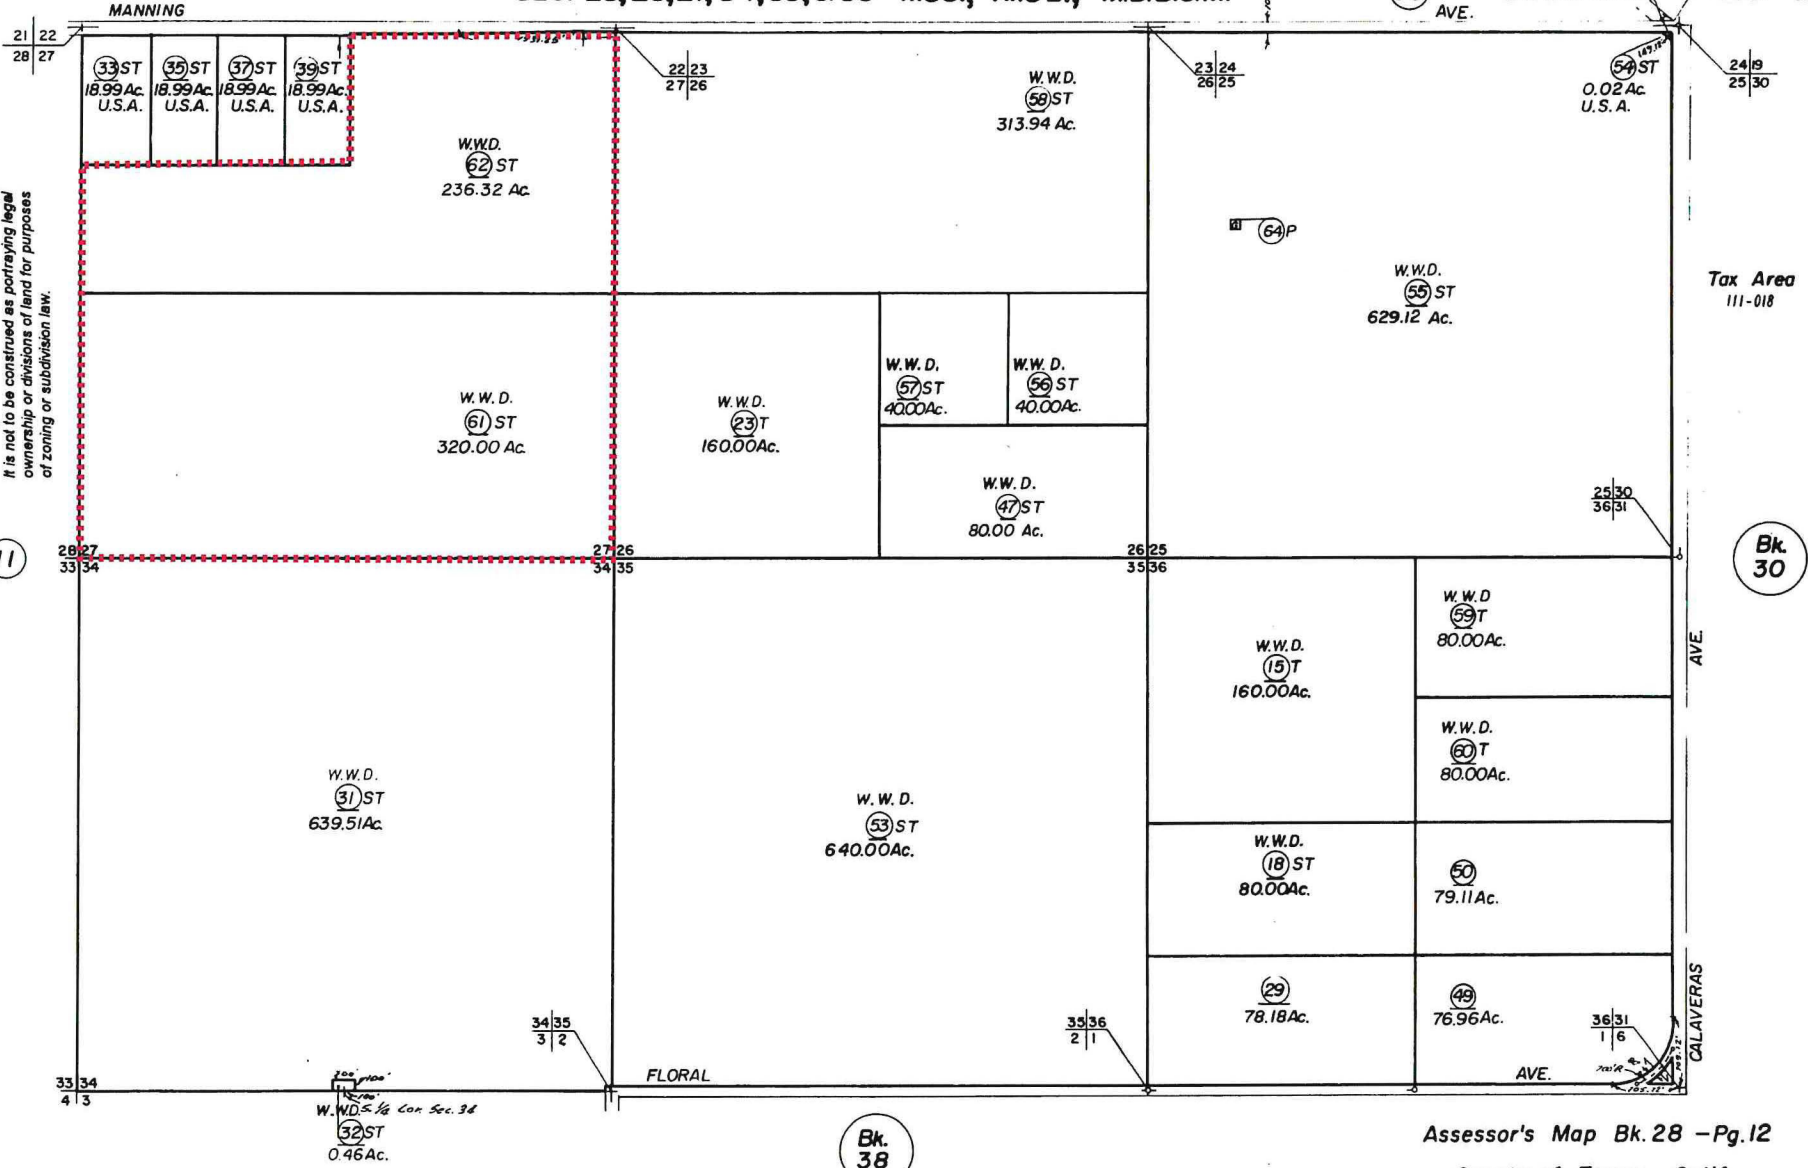 MANNING
AVE.
21 22
28 27
33 ST
18.99 Ac.
U.S.A.
35 ST
18.99 Ac.
U.S.A.
37 ST
18.99 Ac.
U.S.A.
39 ST
18.99 Ac.
U.S.A.
W.W.D.
62 ST
236.32 Ac.
22 23
27 26
W.W.D.
58 ST
313.94 Ac.
23 24
26 25
54 ST
0.02 Ac.
U.S.A.
24 19
25 30
64 P
W.W.D.
55 ST
629.12 Ac.
Tax Area
111-018
It is not to be construed as portraying legal
ownership or divisions of land for purposes
of zoning or subdivision law.
W.W.D.
61 ST
320.00 Ac.
W.W.D.
23 T
160.00 Ac.
W.W.D.
57 ST
40.00 Ac.
W.W.D.
56 ST
40.00 Ac.
W.W.D.
47 ST
80.00 Ac.
25 30
36 31
11
28 27
33 34
27 26
34 35
26 25
35 36
Bk.
30
W.W.D
59 T
80.00 Ac.
W.W.D.
15 T
160.00 Ac.
AVE.
W.W.D.
60 T
80.00 Ac.
W.W.D.
31 ST
639.51 Ac.
W.W.D.
53 ST
640.00 Ac.
W.W.D.
18 ST
80.00 Ac.
50
79.11 Ac.
29
78.18 Ac.
49
76.96 Ac.
CALAVERAS
34 35
3 2
35 36
2 1
36 31
1 6
FLORAL
AVE.
33 34
4 3
W.W.D.
32 ST
0.46 Ac.
Bk.
38
Assessor's Map Bk. 28 - Pg. 12